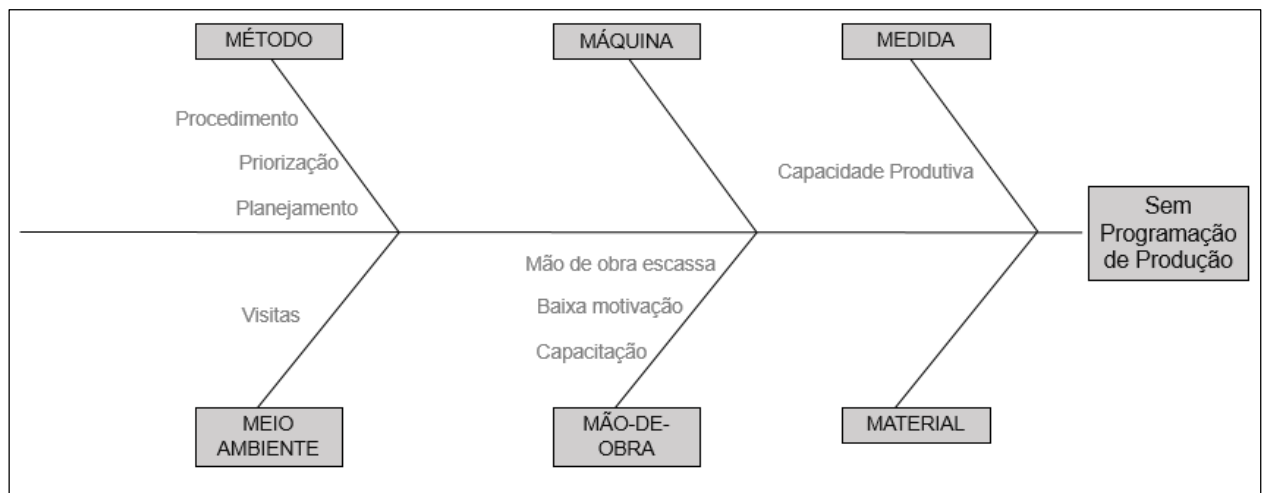 MÉTODO
MÁQUINA
MEDIDA
Procedimento
Priorização
Planejamento
Capacidade Produtiva
Sem
Programação
de Produção
Visitas
Mão de obra escassa
Baixa motivação
Capacitação
MEIO
AMBIENTE
MÃO-DE-
OBRA
MATERIAL